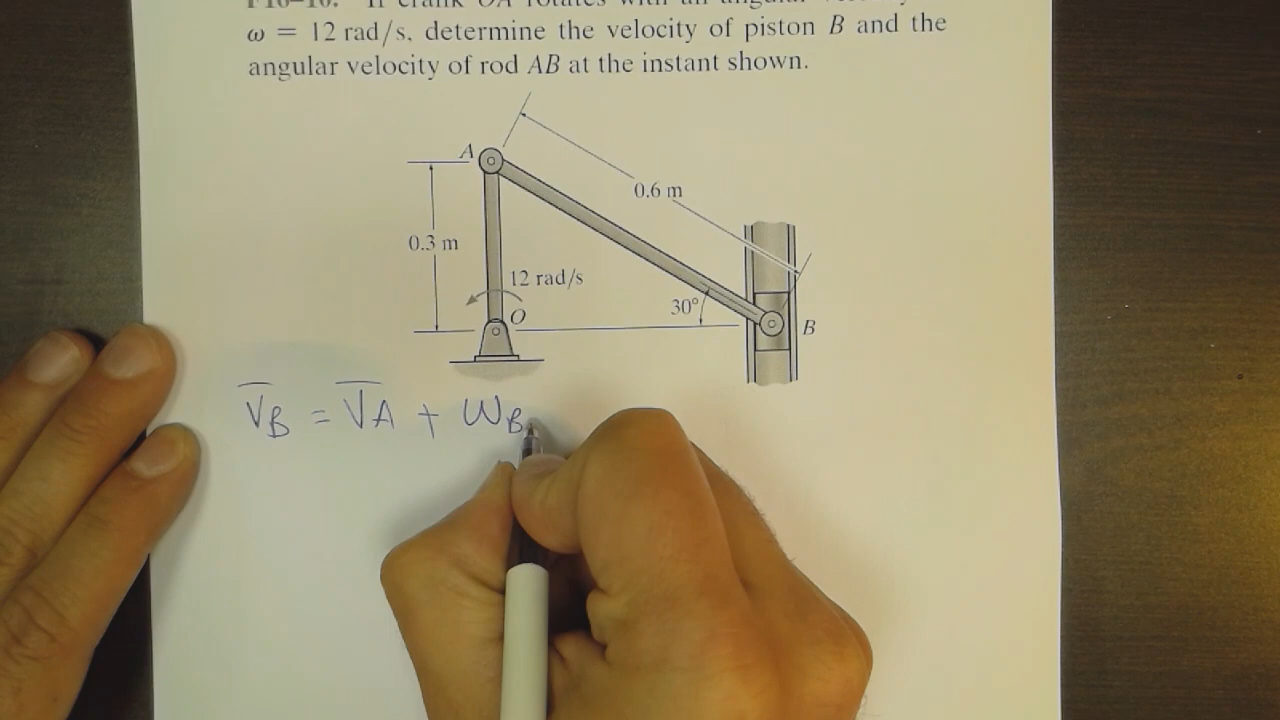 ω = 12 rad/s, determine the velocity of piston B and the
angular velocity of rod AB at the instant shown.
A
0.6 m
0.3 m
12 rad/s
30°
O
B
V̅B = V̅A + ωB